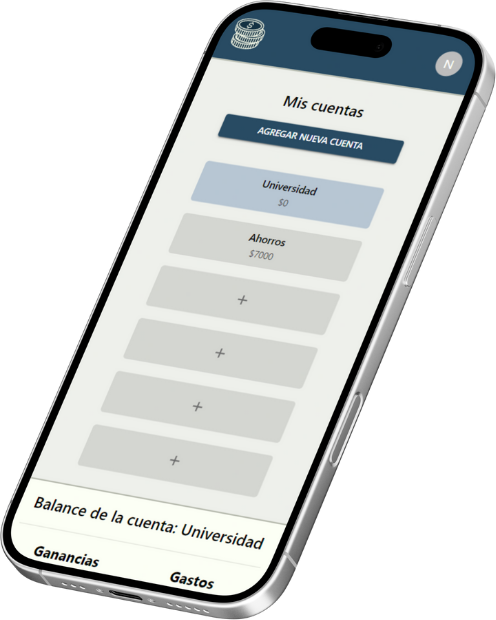 $
N
Mis cuentas
AGREGAR NUEVA CUENTA
Universidad
$0
Ahorros
$7000
+
+
+
+
Balance de la cuenta: Universidad
Ganancias Gastos